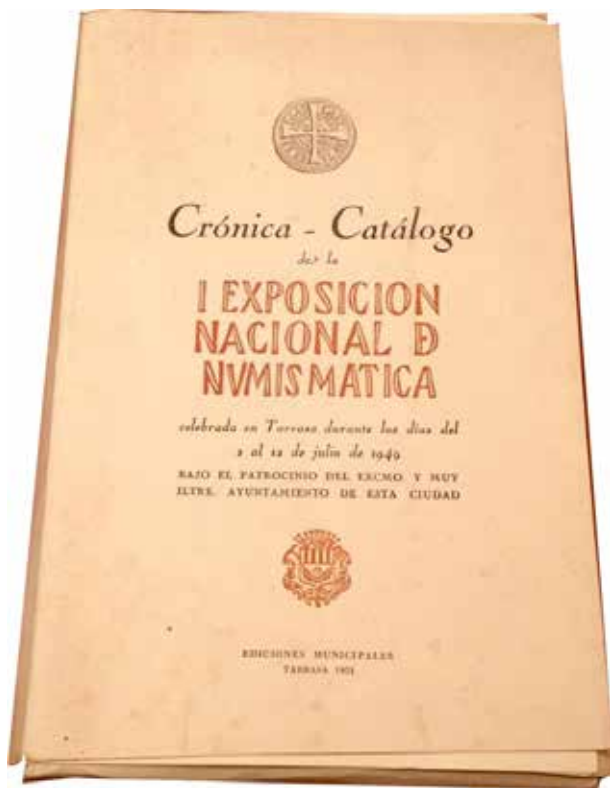 Crónica - Catálogo
de la
I EXPOSICION
NACIONAL Đ
NVMISMATICA
celebrada en Tarrasa durante los días del
2 al 12 de julio de 1949
BAJO EL PATROCINIO DEL EXCMO. Y MUY
ILTRE. AYUNTAMIENTO DE ESTA CIUDAD
EDICIONES MUNICIPALES
TARRASA